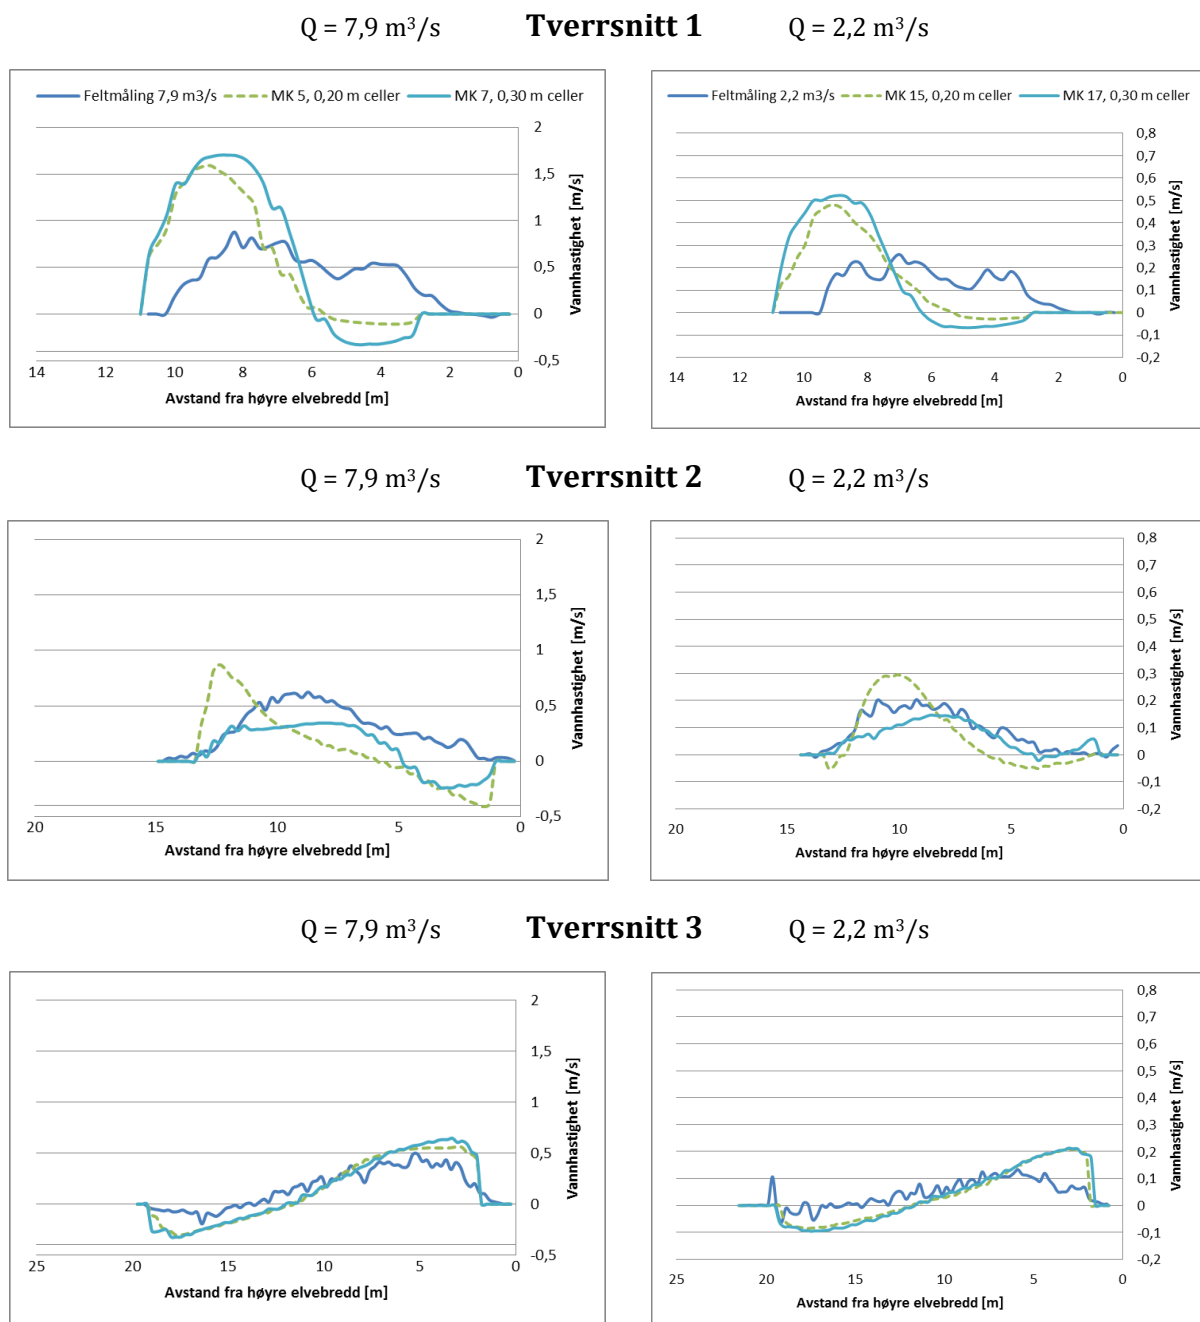 Q = 7,9 m³/s Tverrsnitt 1 Q = 2,2 m³/s
Feltmåling 7,9 m3/s MK 5, 0,20 m celler MK 7, 0,30 m celler
2
1,5
1
0,5
0
-0,5
Vannhastighet [m/s]
14 12 10 8 6 4 2 0
Avstand fra høyre elvebredd [m]
Feltmåling 2,2 m3/s MK 15, 0,20 m celler MK 17, 0,30 m celler
0,8
0,7
0,6
0,5
0,4
0,3
0,2
0,1
0
-0,1
-0,2
Vannhastighet [m/s]
14 12 10 8 6 4 2 0
Avstand fra høyre elvebredd [m]
Q = 7,9 m³/s Tverrsnitt 2 Q = 2,2 m³/s
2
1,5
1
0,5
0
-0,5
Vannhastighet [m/s]
20 15 10 5 0
Avstand fra høyre elvebredd [m]
0,8
0,7
0,6
0,5
0,4
0,3
0,2
0,1
0
-0,1
-0,2
Vannhastighet [m/s]
20 15 10 5 0
Avstand fra høyre elvebredd [m]
Q = 7,9 m³/s Tverrsnitt 3 Q = 2,2 m³/s
2
1,5
1
0,5
0
-0,5
Vannhastighet [m/s]
25 20 15 10 5 0
Avstand fra høyre elvebredd [m]
0,8
0,7
0,6
0,5
0,4
0,3
0,2
0,1
0
-0,1
-0,2
Vannhastighet [m/s]
25 20 15 10 5 0
Avstand fra høyre elvebredd [m]